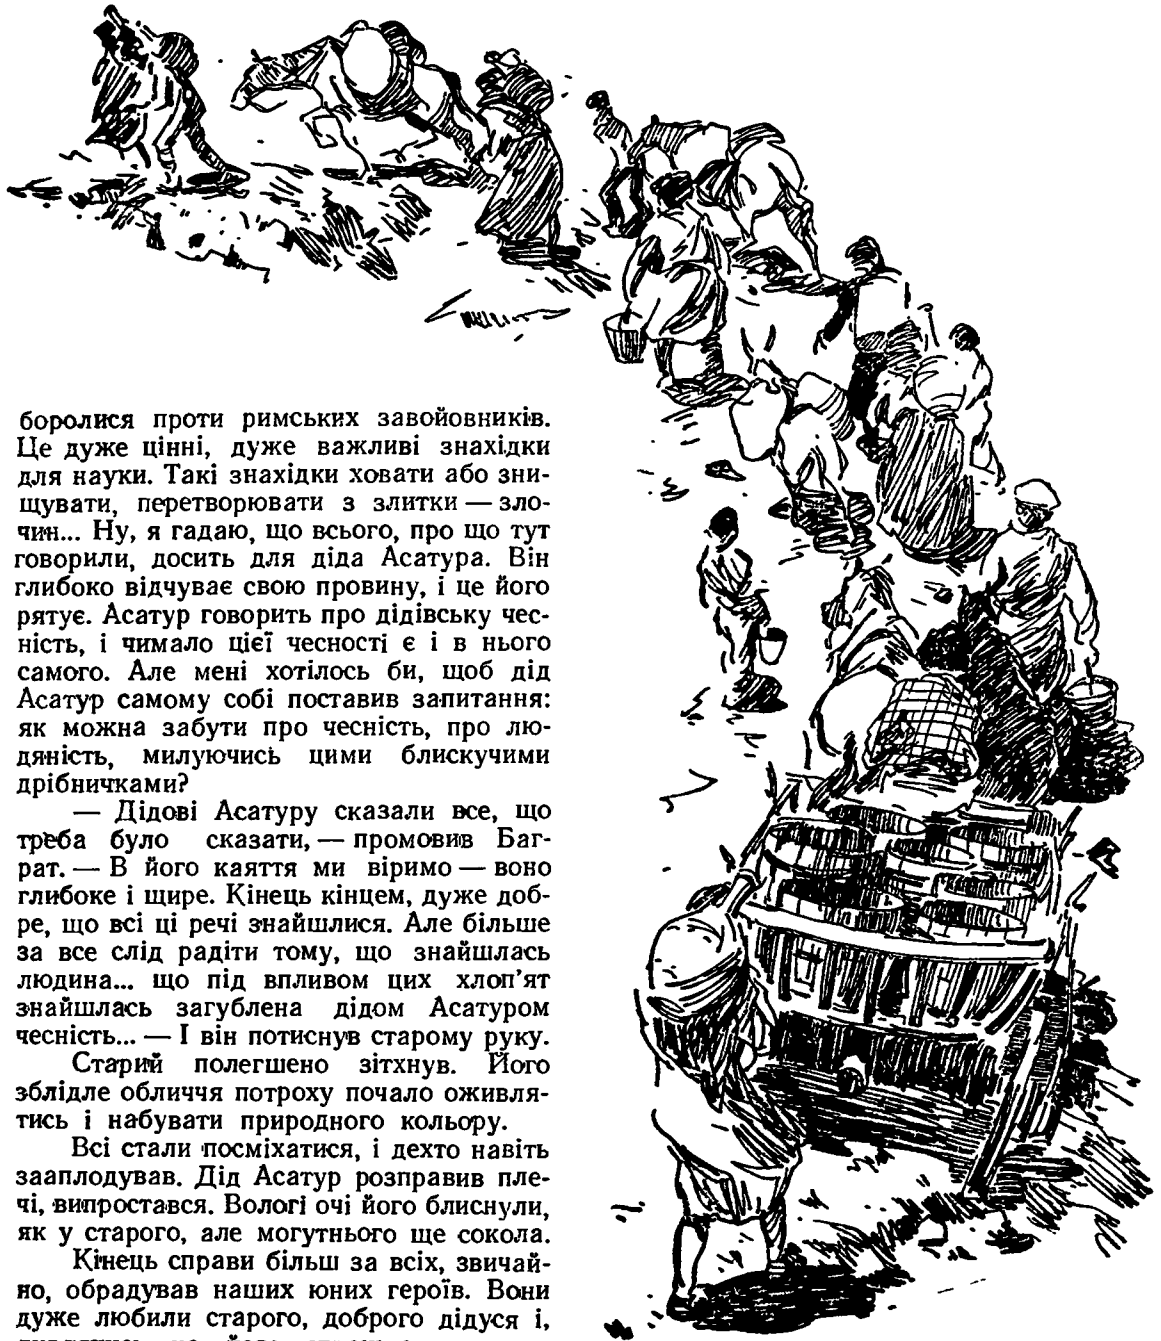 боролися проти римських завойовників.
Це дуже цінні, дуже важливі знахідки
для науки. Такі знахідки ховати або зни-
щувати, перетворювати з злитки — зло-
чин... Ну, я гадаю, що всього, про що тут
говорили, досить для діда Асатура. Він
глибоко відчуває свою провину, і це його
рятує. Асатур говорить про дідівську чес-
ність, і чимало цієї чесності є і в нього
самого. Але мені хотілось би, щоб дід
Асатур самому собі поставив запитання:
як можна забути про чесність, про лю-
дяність, милуючись цими блискучими
дрібничками?
— Дідові Асатуру сказали все, що
треба було сказати, — промовив Баг-
рат. — В його каяття ми віримо — воно
глибоке і щире. Кінець кінцем, дуже доб-
ре, що всі ці речі знайшлися. Але більше
за все слід радіти тому, що знайшлась
людина... що під впливом цих хлоп’ят
знайшлась загублена дідом Асатуром
чесність... — І він потиснув старому руку.
Старий полегшено зітхнув. Його
зблідле обличчя потроху почало оживля-
тись і набувати природного кольору.
Всі стали посміхатися, і дехто навіть
зааплодував. Дід Асатур розправив пле-
чі, випростався. Вологі очі його блиснули,
як у старого, але могутнього ще сокола.
Кінець справи більш за всіх, звичай-
но, обрадував наших юних героїв. Вони
дуже любили старого, доброго дідуся і,